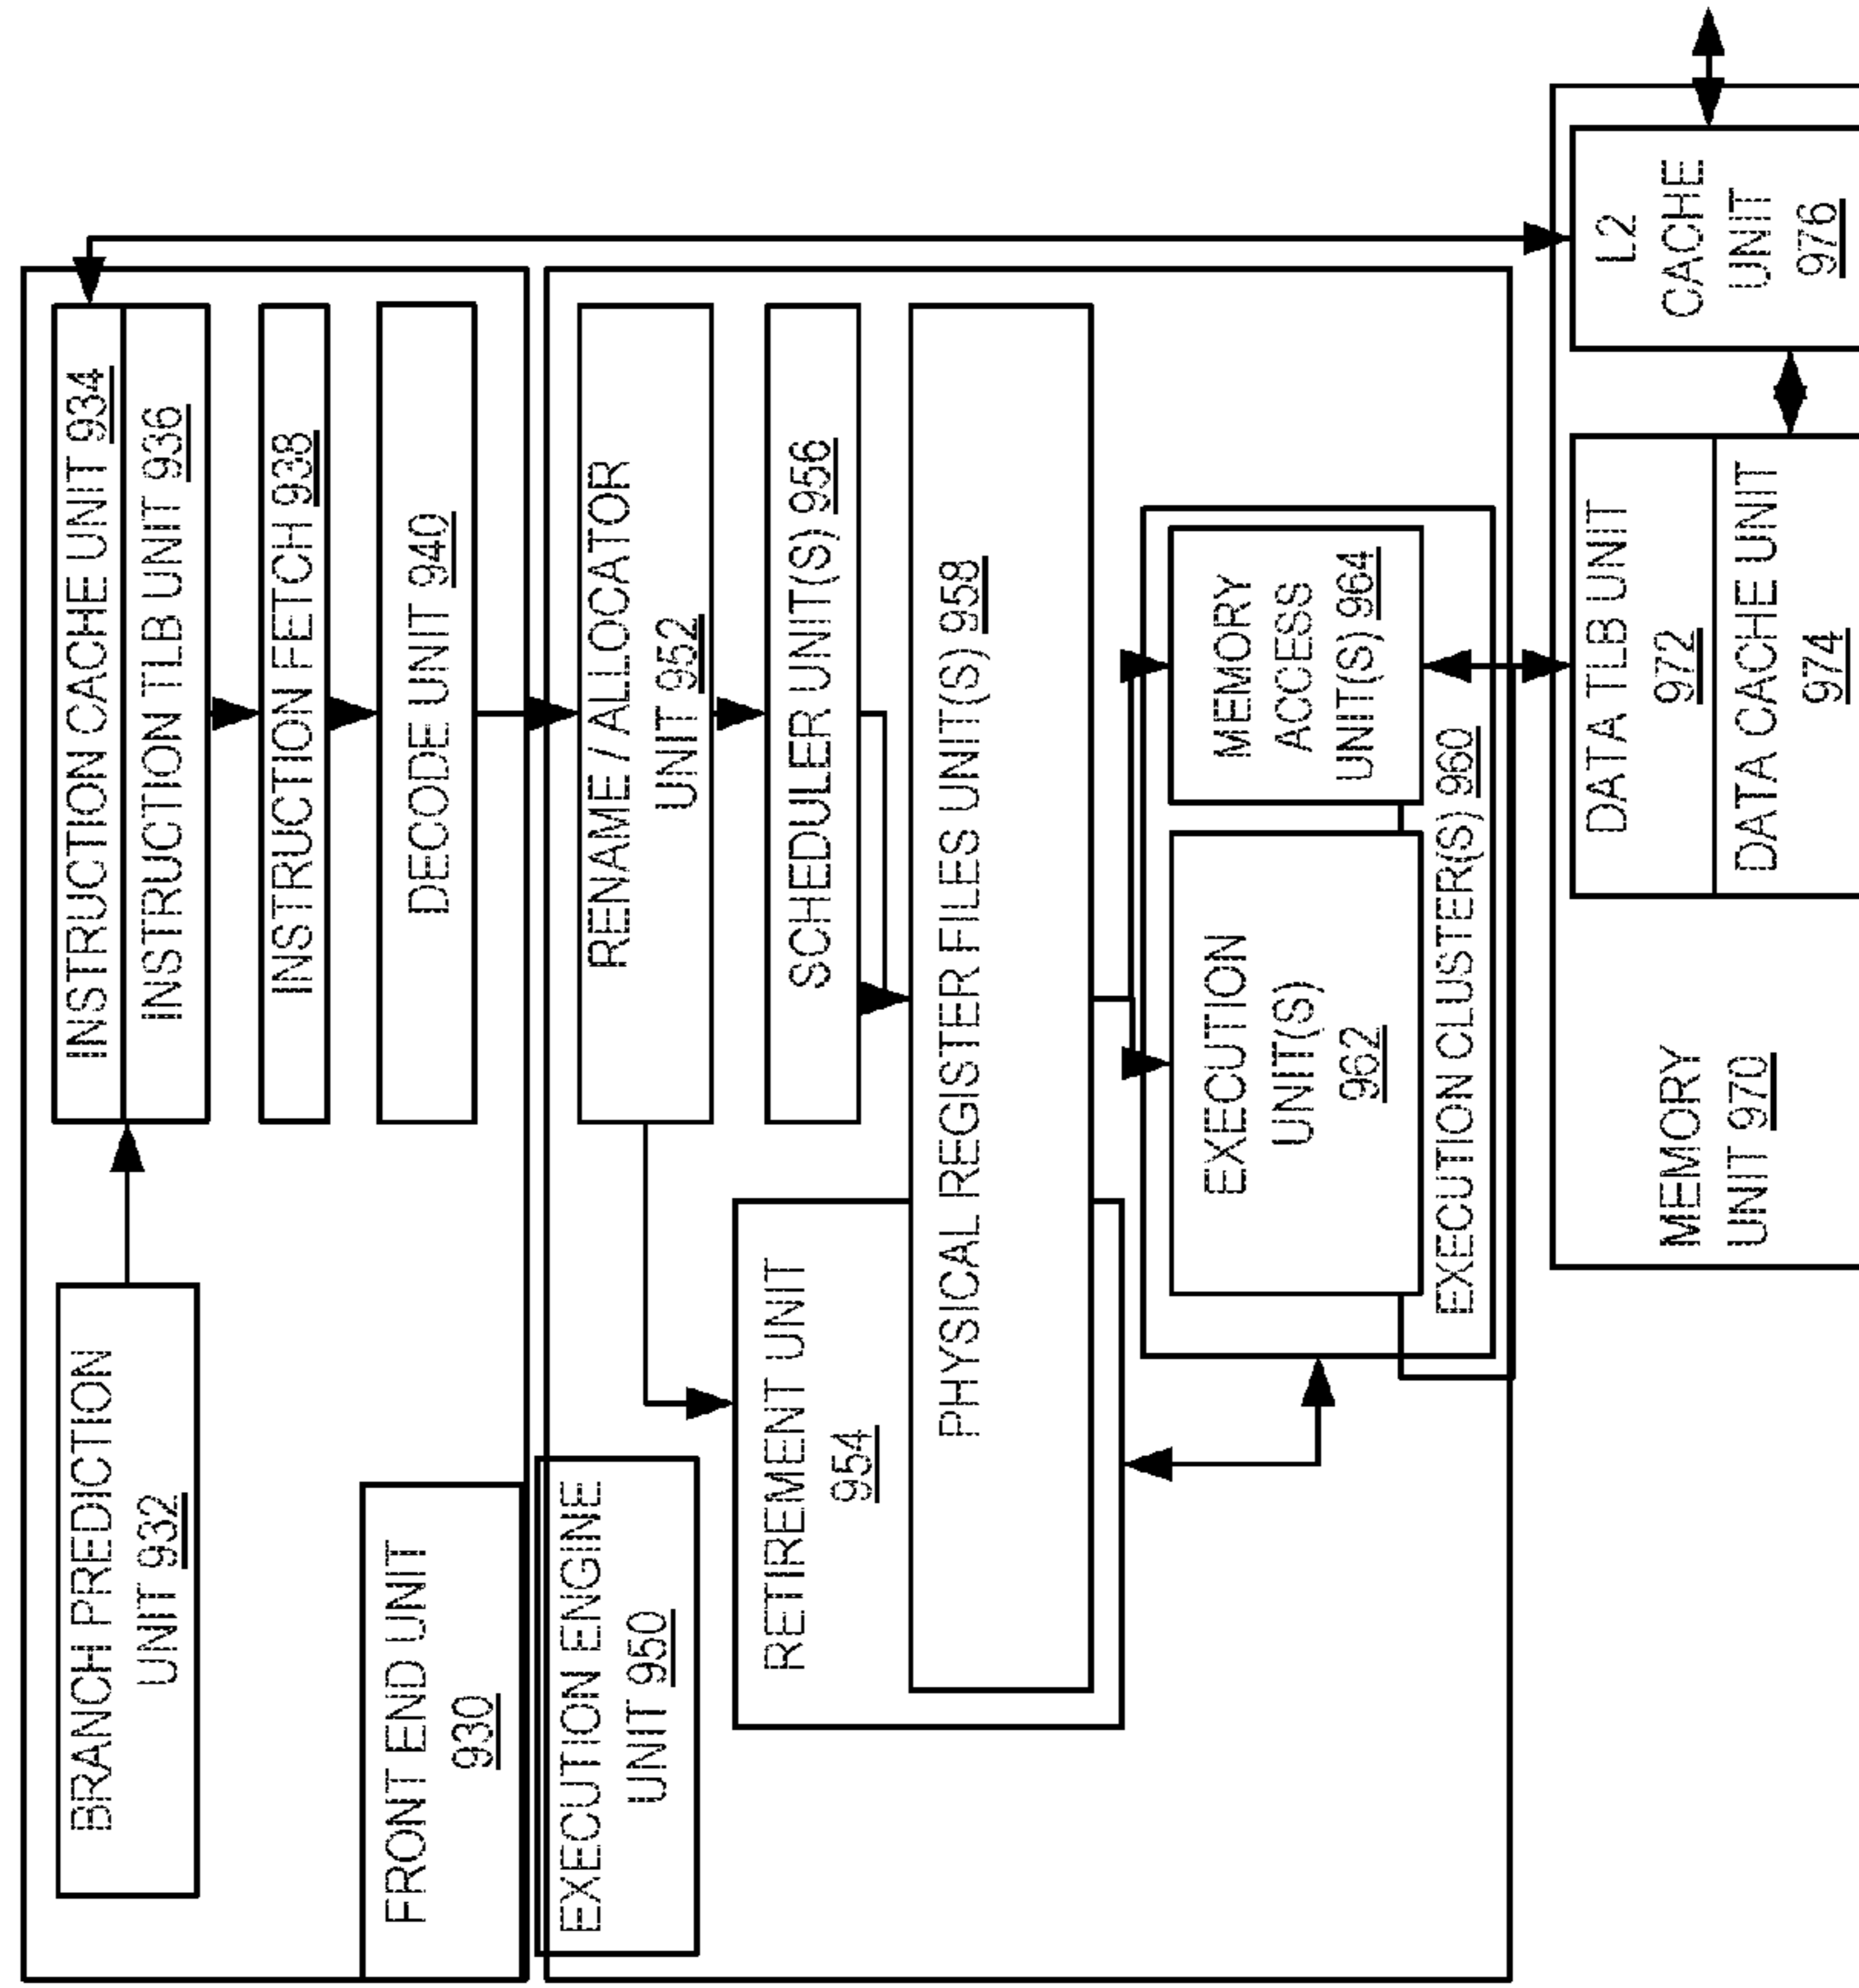 BRANCH PREDICTION
UNIT 932
INSTRUCTION CACHE UNIT 934
INSTRUCTION TLB UNIT 936
INSTRUCTION FETCH 938
DECODE UNIT 940
FRONT END UNIT
930
EXECUTION ENGINE
UNIT 950
RENAME / ALLOCATOR
UNIT 952
RETIREMENT UNIT
954
SCHEDULER UNIT(S) 956
PHYSICAL REGISTER FILES UNIT(S) 958
EXECUTION
UNIT(S)
962
MEMORY
ACCESS
UNIT(S) 964
EXECUTION CLUSTER(S) 960
MEMORY
UNIT 970
DATA TLB UNIT
972
DATA CACHE UNIT
974
L2
CACHE
UNIT
976